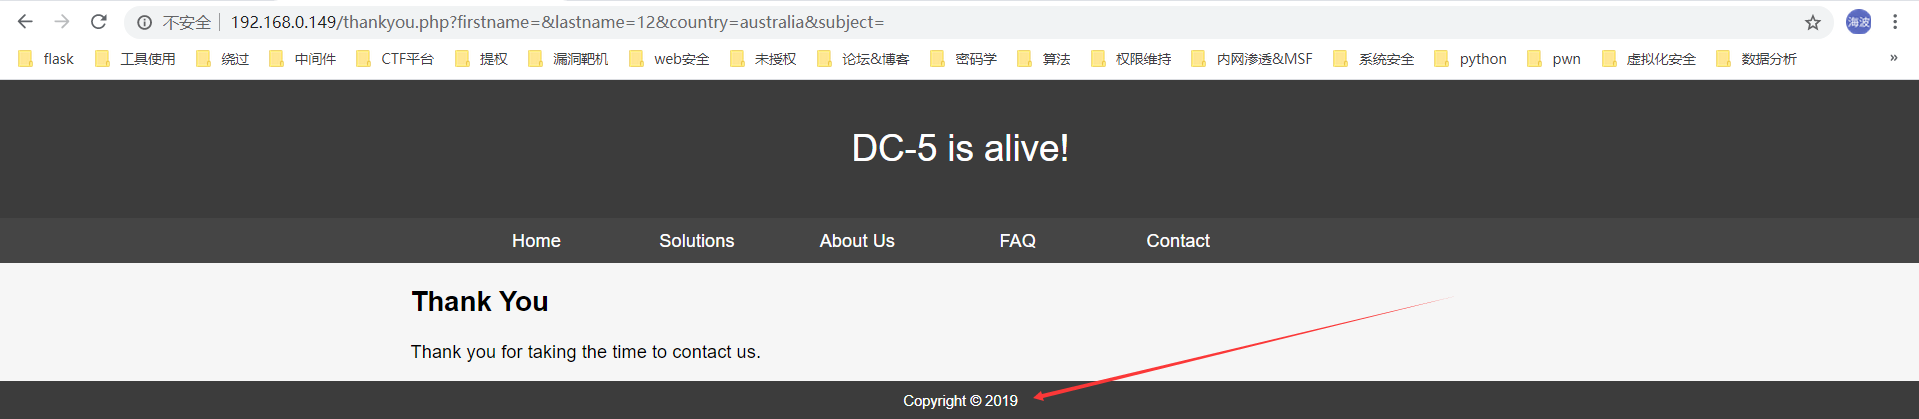 不安全 192.168.0.149/thankyou.php?firstname=&lastname=12&country=australia&subject= 海波
flask 工具使用 绕过 中间件 CTF平台 提权 漏洞靶机 web安全 未授权 论坛&博客 密码学 算法 权限维持 内网渗透&MSF 系统安全 python pwn 虚拟化安全 数据分析 »
DC-5 is alive!
Home Solutions About Us FAQ Contact
Thank You
Thank you for taking the time to contact us.
Copyright © 2019